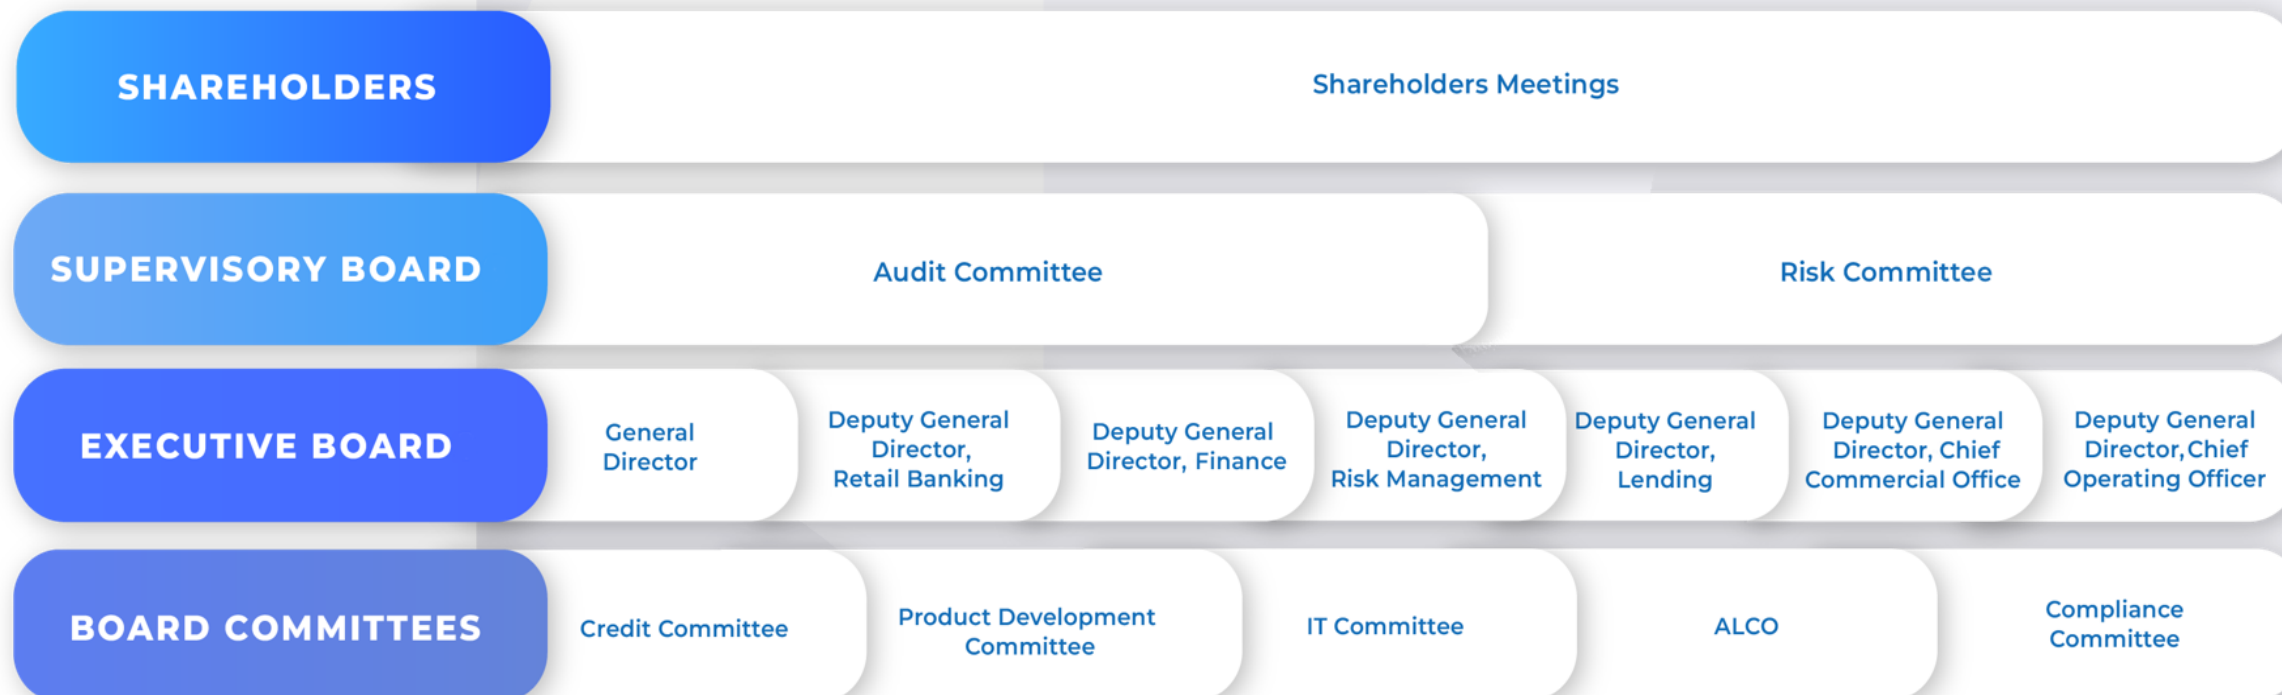 SHAREHOLDERS
Shareholders Meetings
SUPERVISORY BOARD
Audit Committee
Risk Committee
EXECUTIVE BOARD
General
Director
Deputy General
Director,
Retail Banking
Deputy General
Director, Finance
Deputy General
Director,
Risk Management
Deputy General
Director,
Lending
Deputy General
Director, Chief
Commercial Office
Deputy General
Director, Chief
Operating Officer
BOARD COMMITTEES
Credit Committee
Product Development
Committee
IT Committee
ALCO
Compliance
Committee